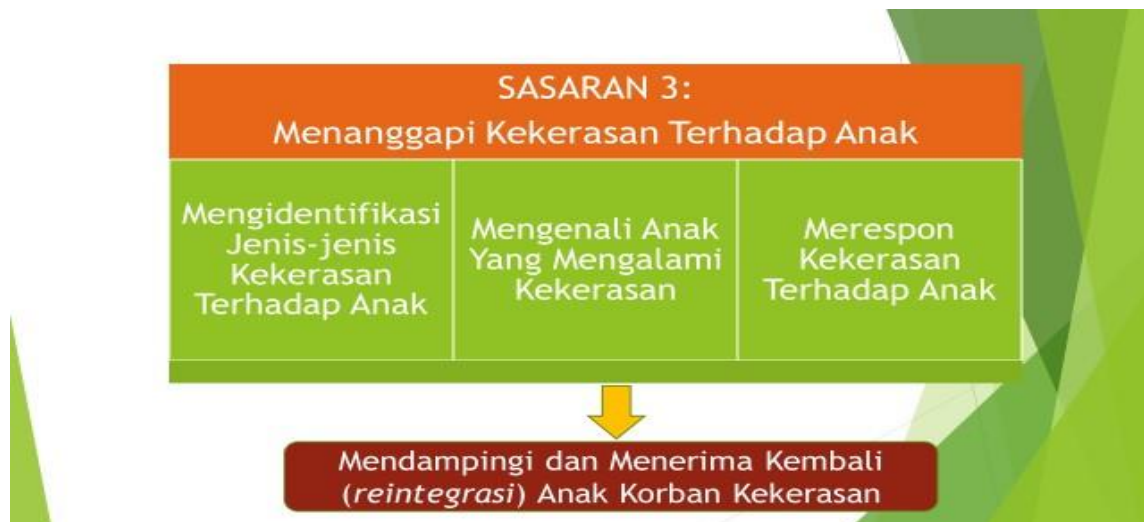 SASARAN 3:
Menanggapi Kekerasan Terhadap Anak
Mengidentifikasi
Jenis-jenis
Kekerasan
Terhadap Anak
Mengenali Anak
Yang Mengalami
Kekerasan
Merespon
Kekerasan
Terhadap Anak
Mendampingi dan Menerima Kembali
(reintegrasi) Anak Korban Kekerasan